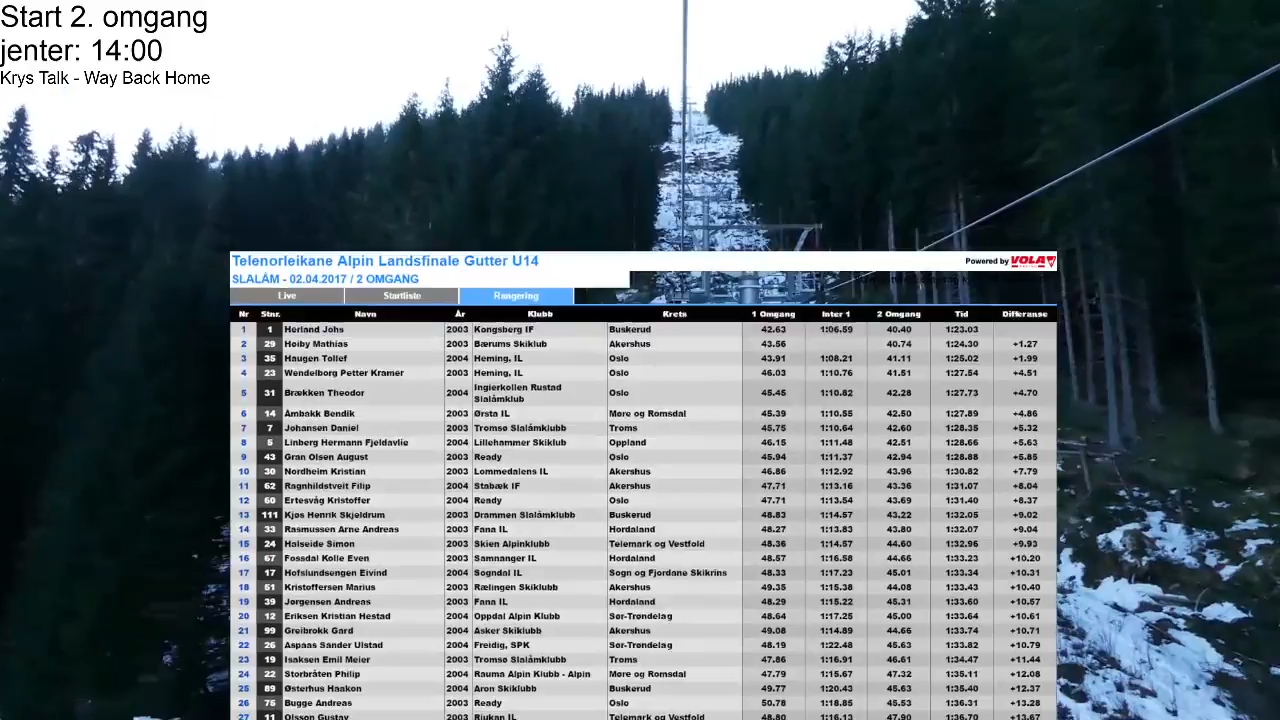 Start 2. omgang
jenter: 14:00
Krys Talk - Way Back Home
Telenorleikane Alpin Landsfinale Gutter U14
Powered by VOLA
SLALÅM - 02.04.2017 / 2 OMGANG
Live Startliste Rangering
Nr Stnr. Navn År Klubb Krets 1 Omgang Inter 1 2 Omgang Tid Differanse
1 1 Herland Johs 2003 Kongsberg IF Buskerud 42.63 1:06.59 40.40 1:23.03
2 29 Høiby Mathias 2003 Bærums Skiklub Akershus 43.56 40.74 1:24.30 +1.27
3 35 Haugen Tollef 2004 Heming, IL Oslo 43.91 1:08.21 41.11 1:25.02 +1.99
4 23 Wendelborg Petter Kramer 2003 Heming, IL Oslo 46.03 1:10.76 41.51 1:27.54 +4.51
5 31 Brækken Theodor 2004 Ingierkollen Rustad Slalåmklubb Oslo 45.45 1:10.82 42.28 1:27.73 +4.70
6 14 Åmbakk Bendik 2003 Ørsta IL Møre og Romsdal 45.39 1:10.55 42.50 1:27.89 +4.86
7 7 Johansen Daniel 2003 Tromsø Slalåmklubb Troms 45.75 1:10.64 42.60 1:28.35 +5.32
8 5 Linberg Hermann Fjeldavlie 2004 Lillehammer Skiklub Oppland 46.15 1:11.48 42.51 1:28.66 +5.63
9 43 Gran Olsen August 2003 Ready Oslo 45.94 1:11.37 42.94 1:28.88 +5.85
10 30 Nordheim Kristian 2003 Lommedalens IL Akershus 46.86 1:12.92 43.96 1:30.82 +7.79
11 62 Ragnhildstveit Filip 2004 Stabæk IF Akershus 47.71 1:13.16 43.36 1:31.07 +8.04
12 60 Ertesvåg Kristoffer 2004 Ready Oslo 47.71 1:13.54 43.69 1:31.40 +8.37
13 111 Kjøs Henrik Skjeldrum 2003 Drammen Slalåmklubb Buskerud 48.83 1:14.57 43.22 1:32.05 +9.02
14 33 Rasmussen Arne Andreas 2003 Fana IL Hordaland 48.27 1:13.83 43.80 1:32.07 +9.04
15 24 Halseide Simon 2003 Skien Alpinklubb Telemark og Vestfold 48.36 1:14.57 44.60 1:32.96 +9.93
16 67 Fossdal Kolle Even 2003 Samnanger IL Hordaland 48.57 1:16.58 44.66 1:33.23 +10.20
17 17 Hofslundsengen Eivind 2004 Sogndal IL Sogn og Fjordane Skikrins 48.33 1:17.23 45.01 1:33.34 +10.31
18 51 Kristoffersen Marius 2003 Rælingen Skiklubb Akershus 49.35 1:15.38 44.08 1:33.43 +10.40
19 39 Jørgensen Andreas 2003 Fana IL Hordaland 48.29 1:15.22 45.31 1:33.60 +10.57
20 12 Eriksen Kristian Hestad 2004 Oppdal Alpin Klubb Sør-Trøndelag 48.64 1:17.25 45.00 1:33.64 +10.61
21 99 Greibrokk Gard 2004 Asker Skiklubb Akershus 49.08 1:14.89 44.66 1:33.74 +10.71
22 26 Aspaas Sander Ulstad 2004 Freidig, SPK Sør-Trøndelag 48.19 1:22.48 45.63 1:33.82 +10.79
23 19 Isaksen Emil Meier 2003 Tromsø Slalåmklubb Troms 47.86 1:16.91 46.61 1:34.47 +11.44
24 22 Storbråten Philip 2004 Rauma Alpin Klubb - Alpin Møre og Romsdal 47.79 1:15.67 47.32 1:35.11 +12.08
25 89 Østerhus Haakon 2004 Aron Skiklubb Buskerud 49.77 1:20.43 45.63 1:35.40 +12.37
26 75 Bugge Andreas 2003 Ready Oslo 50.78 1:18.85 45.53 1:36.31 +13.28
27 11 Olsson Gustav 2003 Rjukan IL Telemark og Vestfold 48.80 1:16.13 47.90 1:36.70 +13.67